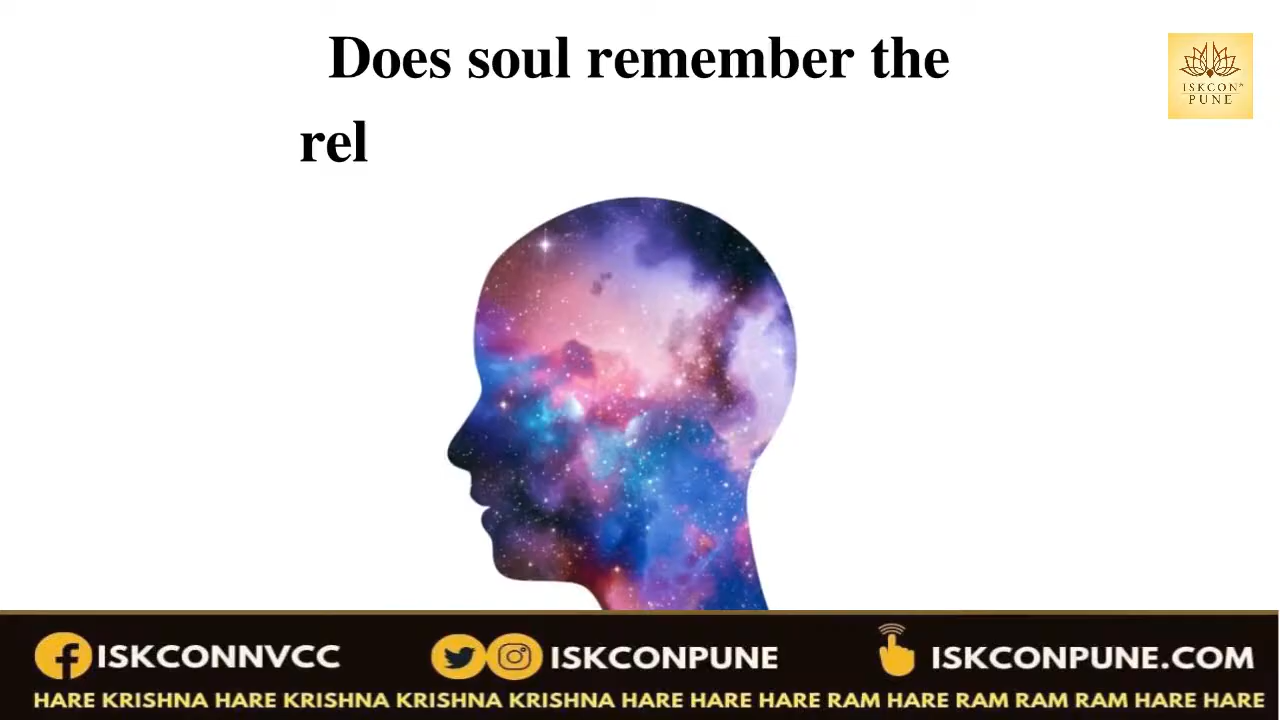 Does soul remember the
rel
ISKCON
PUNE
ISKCONNVCC
ISKCONPUNE
ISKCONPUNE.COM
HARE KRISHNA HARE KRISHNA KRISHNA KRISHNA HARE HARE HARE RAM HARE RAM RAM RAM HARE HARE